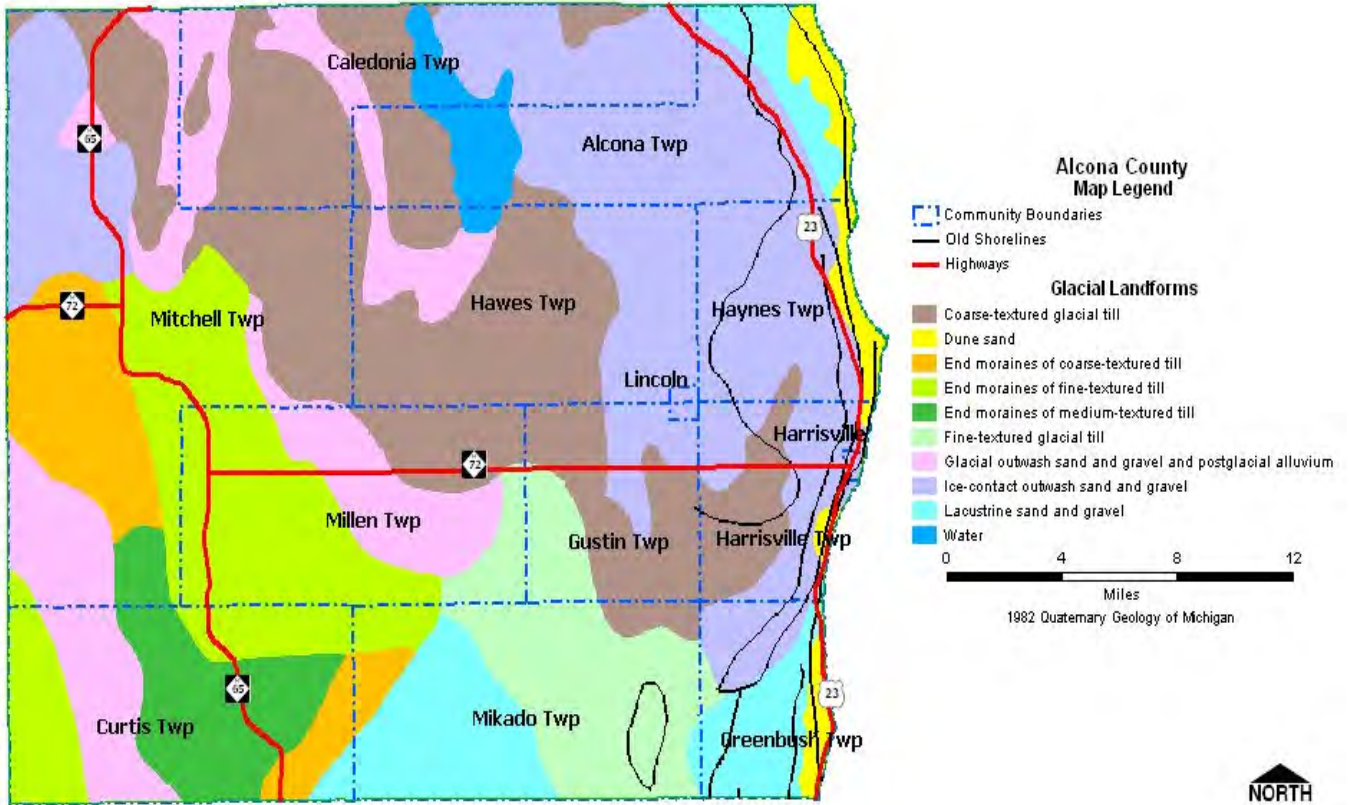 Caledonia Twp
65
Alcona Twp
23
72
Mitchell Twp
Hawes Twp
Haynes Twp
Lincoln
Harrisville
72
Millen Twp
Gustin Twp
Harrisville Twp
65
Curtis Twp
Mikado Twp
23
Greenbush Twp
Alcona County
Map Legend
Community Boundaries
Old Shorelines
Highways
Glacial Landforms
Coarse-textured glacial till
Dune sand
End moraines of coarse-textured till
End moraines of fine-textured till
End moraines of medium-textured till
Fine-textured glacial till
Glacial outwash sand and gravel and postglacial alluvium
Ice-contact outwash sand and gravel
Lacustrine sand and gravel
Water
0 4 8 12
Miles
1982 Quaternary Geology of Michigan
NORTH